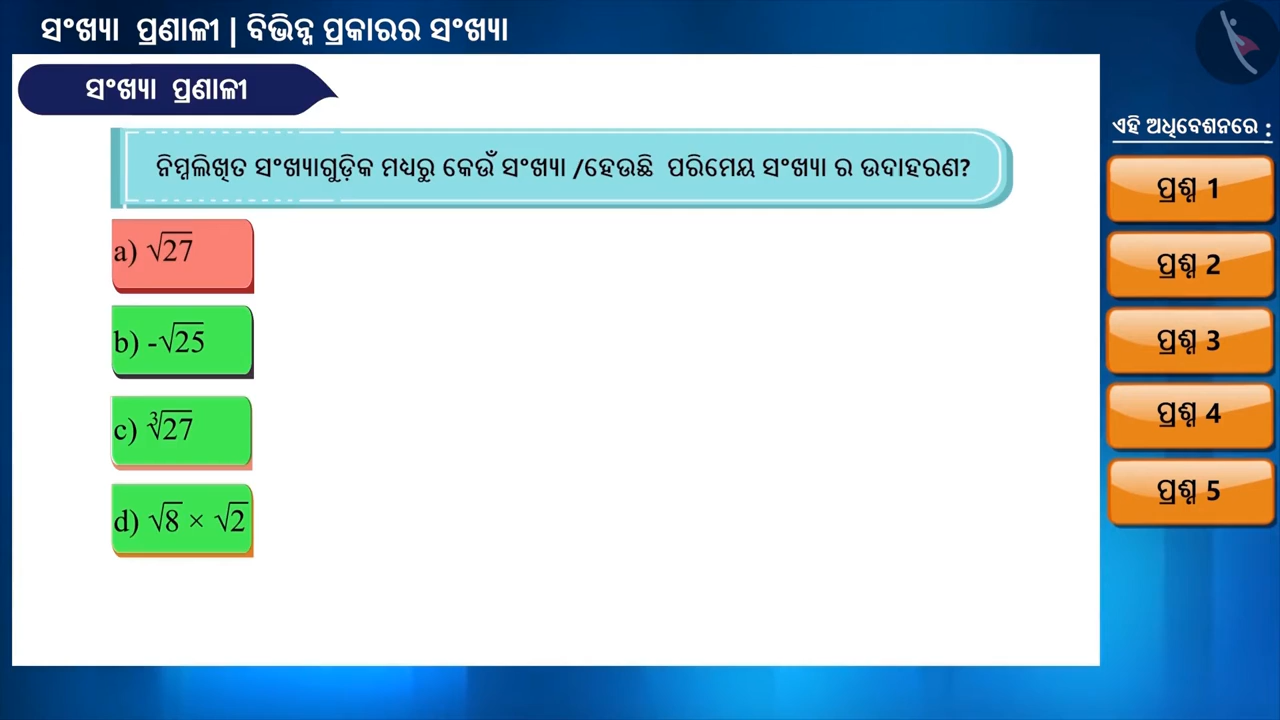 ସଂଖ୍ୟା ପ୍ରଣାଳୀ | ବିଭିନ୍ନ ପ୍ରକାରର ସଂଖ୍ୟା
ସଂଖ୍ୟା ପ୍ରଣାଳୀ
ନିମ୍ନଲିଖିତ ସଂଖ୍ୟାଗୁଡ଼ିକ ମଧ୍ୟରୁ କେଉଁ ସଂଖ୍ୟା /ହେଉଛି ପରିମେୟ ସଂଖ୍ୟା ର ଉଦାହରଣ?
a) √27
b) -√25
c) ∛27
d) √8 × √2
ଏହି ଅଧିବେଶନରେ :
ପ୍ରଶ୍ନ 1
ପ୍ରଶ୍ନ 2
ପ୍ରଶ୍ନ 3
ପ୍ରଶ୍ନ 4
ପ୍ରଶ୍ନ 5